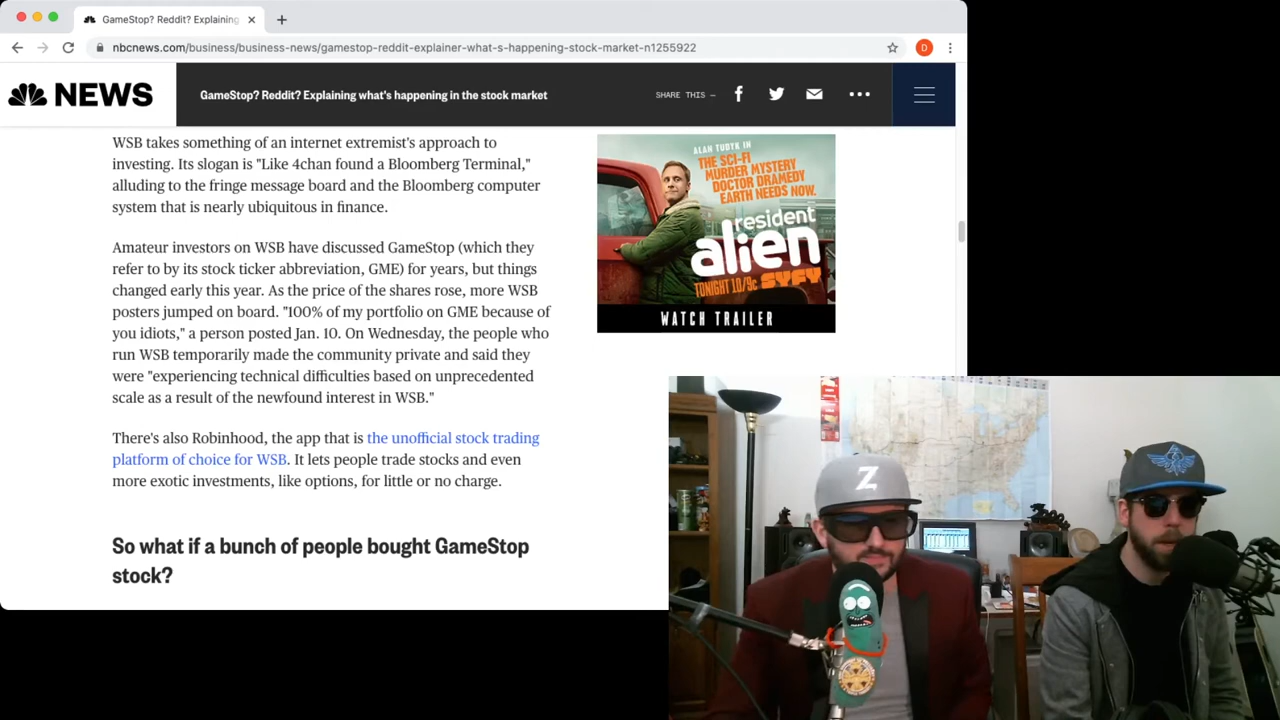 GameStop? Reddit? Explaining
nbcnews.com/business/business-news/gamestop-reddit-explainer-what-s-happening-stock-market-n1255922
D
NEWS
GameStop? Reddit? Explaining what's happening in the stock market
SHARE THIS —
WSB takes something of an internet extremist's approach to
investing. Its slogan is "Like 4chan found a Bloomberg Terminal,"
alluding to the fringe message board and the Bloomberg computer
system that is nearly ubiquitous in finance.
Amateur investors on WSB have discussed GameStop (which they
refer to by its stock ticker abbreviation, GME) for years, but things
changed early this year. As the price of the shares rose, more WSB
posters jumped on board. "100% of my portfolio on GME because of
you idiots," a person posted Jan. 10. On Wednesday, the people who
run WSB temporarily made the community private and said they
were "experiencing technical difficulties based on unprecedented
scale as a result of the newfound interest in WSB."
There's also Robinhood, the app that is the unofficial stock trading
platform of choice for WSB. It lets people trade stocks and even
more exotic investments, like options, for little or no charge.
So what if a bunch of people bought GameStop
stock?
ALAN TUDYK IN
THE SCI-FI
MURDER MYSTERY
DOCTOR DRAMEDY
EARTH NEEDS NOW.
resident
alien
TONIGHT 10/9c SYFY
WATCH TRAILER
Z